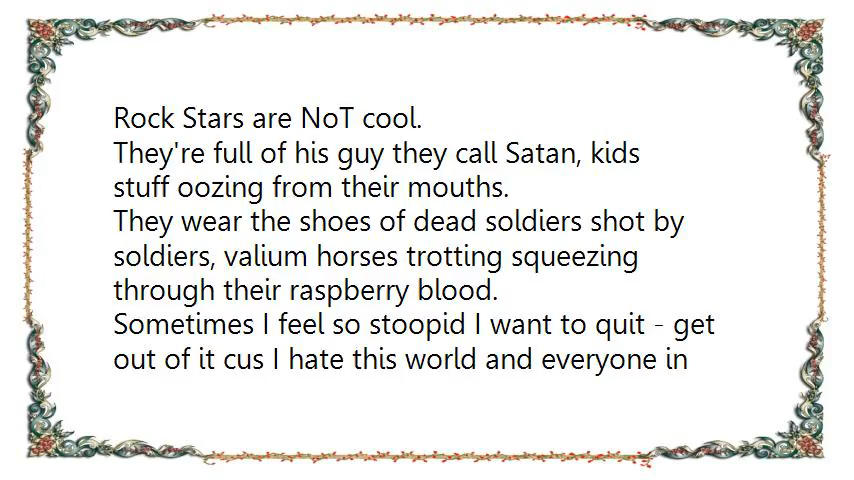 Rock Stars are NoT cool.
They're full of his guy they call Satan, kids
stuff oozing from their mouths.
They wear the shoes of dead soldiers shot by
soldiers, valium horses trotting squeezing
through their raspberry blood.
Sometimes I feel so stoopid I want to quit - get
out of it cus I hate this world and everyone in